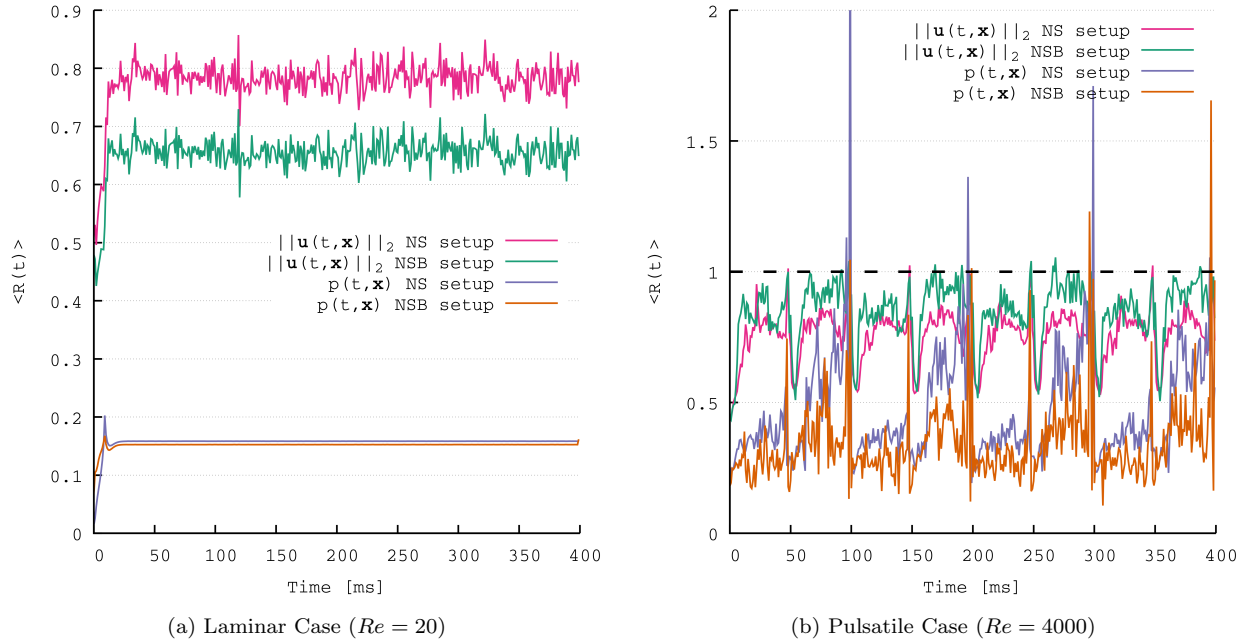 0.9
0.8
0.7
0.6
0.5
0.4
0.3
0.2
0.1
0
<R(t)>
||u(t,x)||₂ NS setup
||u(t,x)||₂ NSB setup
p(t,x) NS setup
p(t,x) NSB setup
0 50 100 150 200 250 300 350 400
Time [ms]
(a) Laminar Case (Re = 20)
2
1.5
1
0.5
0
<R(t)>
||u(t,x)||₂ NS setup
||u(t,x)||₂ NSB setup
p(t,x) NS setup
p(t,x) NSB setup
0 50 100 150 200 250 300 350 400
Time [ms]
(b) Pulsatile Case (Re = 4000)